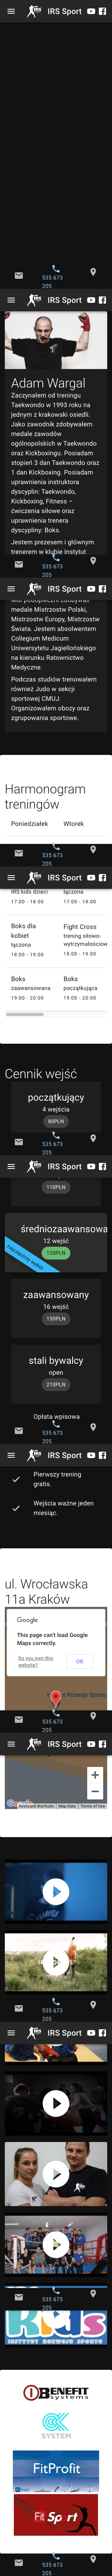 IRS Sport
535 673
205
IRS Sport
Adam Wargal
Zaczynałem od treningu
Taekwondo w 1993 roku na
jednym z krakowski osiedli.
Jako zawodnik zdobywałem
medale zawodów
ogólnopolskich w Taekwondo
oraz Kickboxingu. Posiadam
stopień 3 dan Taekwondo oraz
1 dan Kickboxing. Posiadam
uprawnienia instruktora
dyscyplin: Taewondo,
Kickboxing, Fitness –
ćwiczenia siłowe oraz
uprawnienia trenera
dyscypliny: Boks.
Jestem prezesem i głównym
trenerem w klubie Instytut
535 673
205
IRS Sport
medale Mistrzostw Polski,
Mistrzostw Europy, Mistrzostw
Świata. Jestem absolwentem
Collegium Medicum
Uniwersytetu Jagiellońskiego
na kierunku Ratownictwo
Medyczne.
Podczas studiów trenowałem
również Judo w sekcji
sportowej CMUJ.
Organizowałem obozy oraz
zgrupowania sportowe.
Harmonogram
treningów
Poniedziałek Wtorek
535 673
205
IRS Sport
IRS kids dzieci łączona
17:00 - 18:00 17:00 - 18:00
Boks dla
kobiet
łączona
18:00 - 19:00
Fight Cross
trening siłowo-
wytrzymałościow
18:00 - 19:00
Boks
zaawansowana
19:00 - 20:00
Boks
początkująca
19:00 - 20:00
Cennik wejść
początkujący
4 wejścia
80PLN
535 673
205
IRS Sport
110PLN
średniozaawansowa
12 wejść
130PLN
najczęstszy wybór
zaawansowany
16 wejść
150PLN
stali bywalcy
open
210PLN
Opłata wpisowa
535 673
205
IRS Sport
Pierwszy trening
gratis.
Wejścia ważne jeden
miesiąc.
ul. Wrocławska
11a Kraków
Google
This page can't load Google
Maps correctly.
Do you own this
website?
OK
Rozwoju Sportu
535 673
205
IRS Sport
Google
Keyboard shortcuts Map Data Terms of Use
535 673
205
IRS Sport
535 673
205
Kids
INSTYTUT ROZWOJU SPORTU
BENEFIT
systems
OK
SYSTEM
FitProfit
Fit Sport
535 673
205